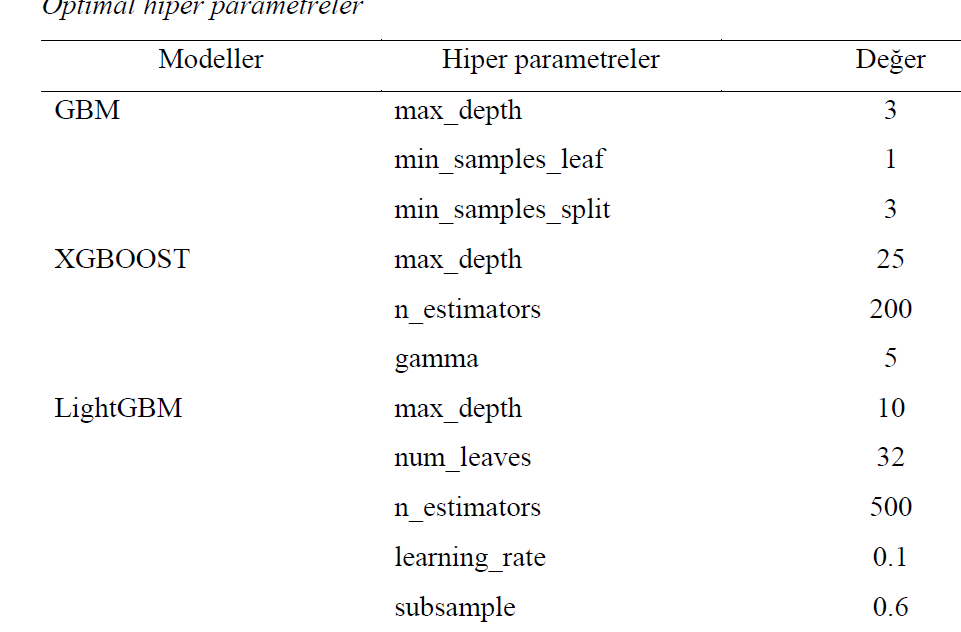 Optimal hiper parametreler
Modeller Hiper parametreler Değer
GBM max_depth 3
min_samples_leaf 1
min_samples_split 3
XGBOOST max_depth 25
n_estimators 200
gamma 5
LightGBM max_depth 10
num_leaves 32
n_estimators 500
learning_rate 0.1
subsample 0.6